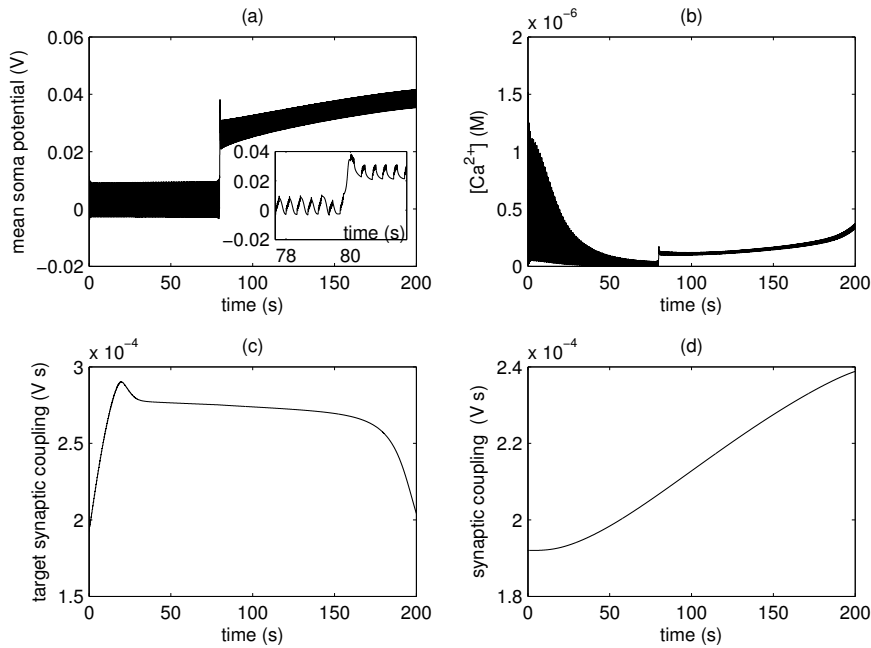 (a)
0.06
0.04
0.02
0
−0.02
mean soma potential (V)
0 50 100 150 200
time (s)
0.04
0.02
0
−0.02
time (s)
78 80
(b)
x 10⁻⁶
2
1.5
1
0.5
0
[Ca²⁺] (M)
0 50 100 150 200
time (s)
(c)
x 10⁻⁴
3
2.5
2
1.5
target synaptic coupling (V s)
0 50 100 150 200
time (s)
(d)
x 10⁻⁴
2.4
2.2
2
1.8
synaptic coupling (V s)
0 50 100 150 200
time (s)